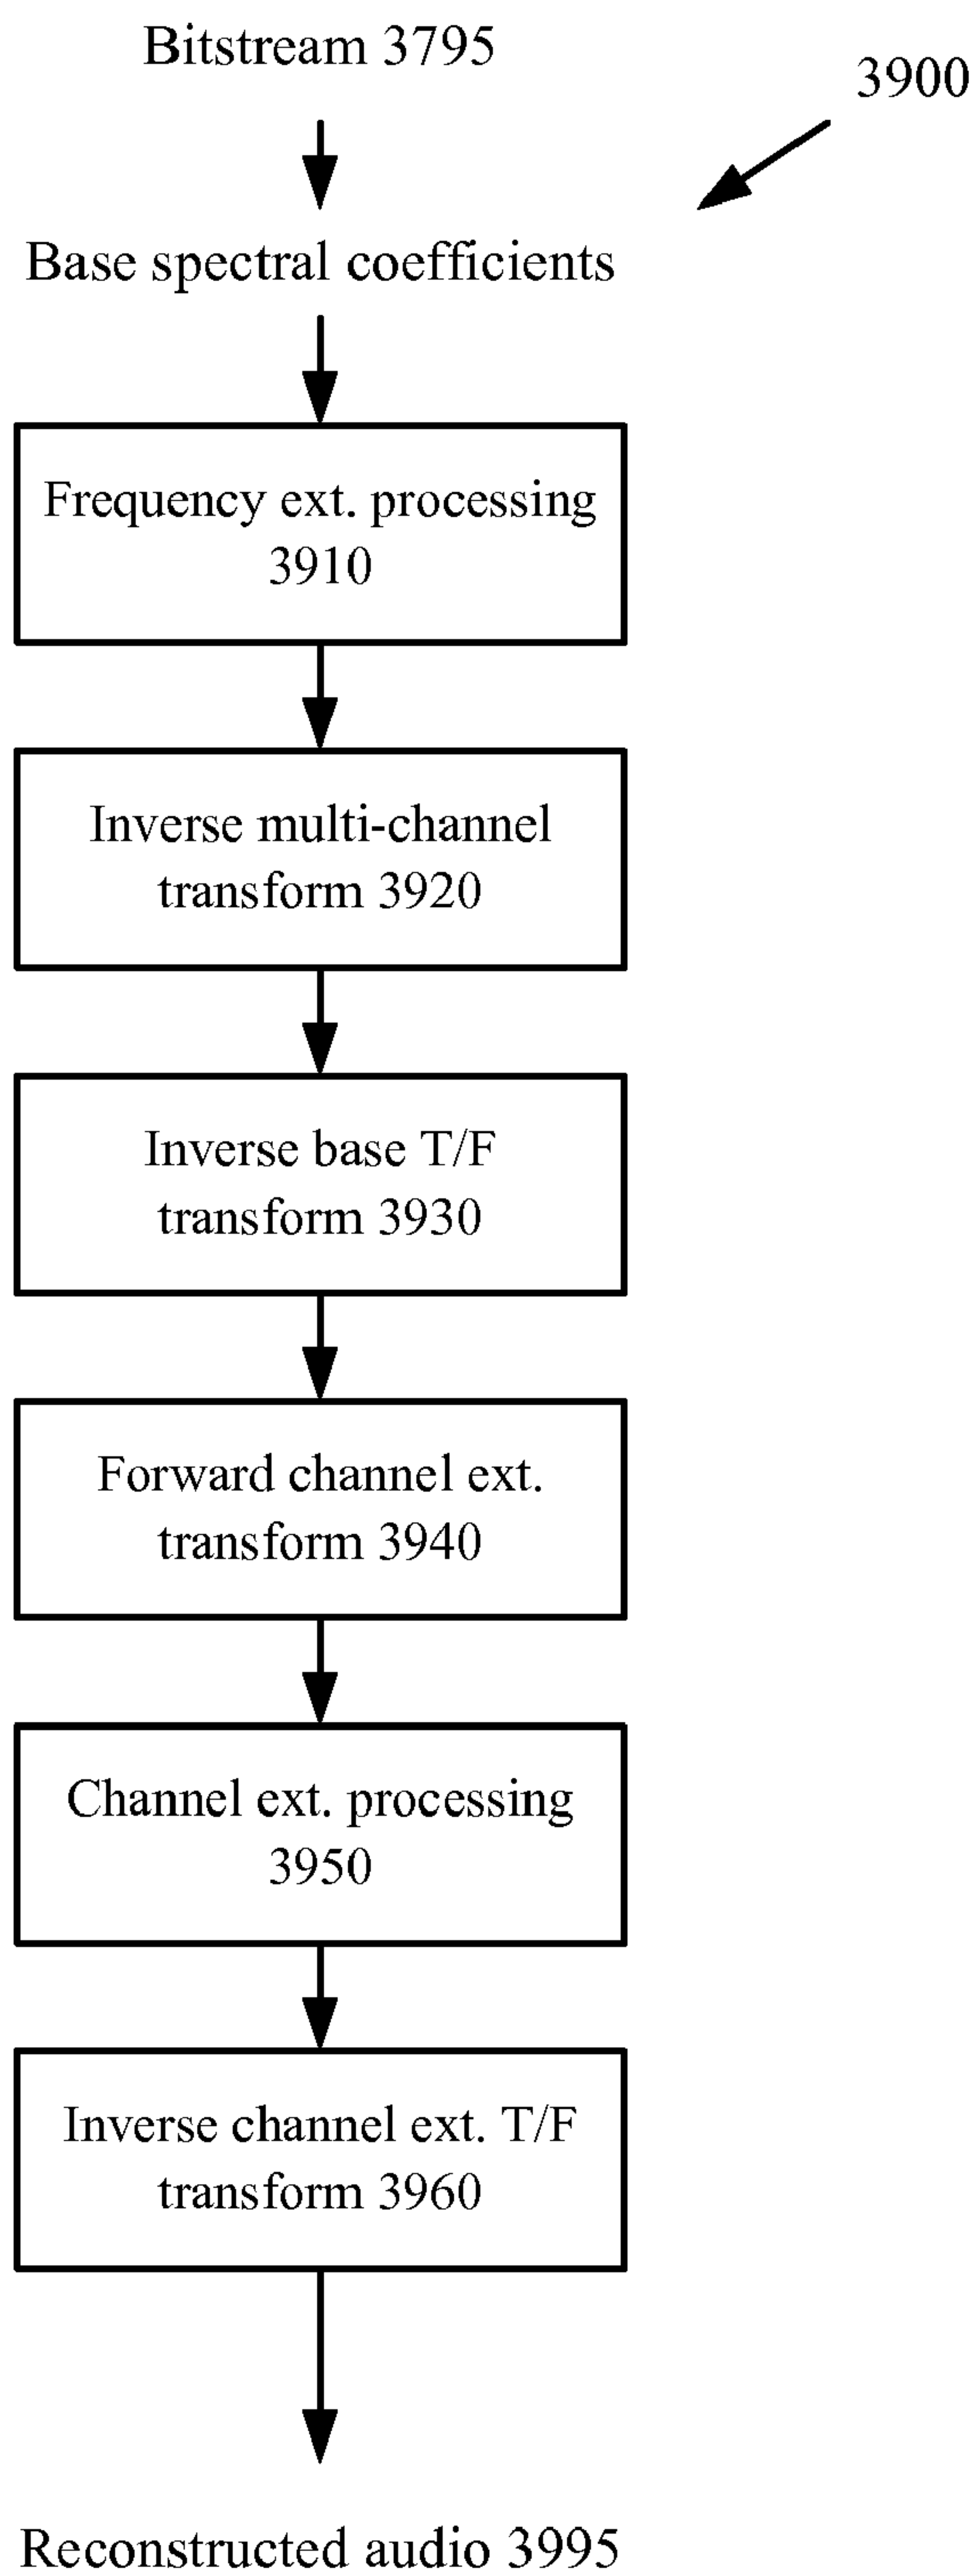 Bitstream 3795
3900
Base spectral coefficients
Frequency ext. processing
3910
Inverse multi-channel
transform 3920
Inverse base T/F
transform 3930
Forward channel ext.
transform 3940
Channel ext. processing
3950
Inverse channel ext. T/F
transform 3960
Reconstructed audio 3995